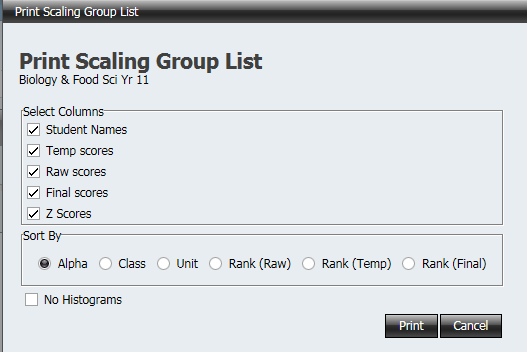 Print Scaling Group List
Print Scaling Group List
Biology & Food Sci Yr 11
Select Columns
Student Names
Temp scores
Raw scores
Final scores
Z Scores
Sort By
Alpha Class Unit Rank (Raw) Rank (Temp) Rank (Final)
No Histograms
Print Cancel